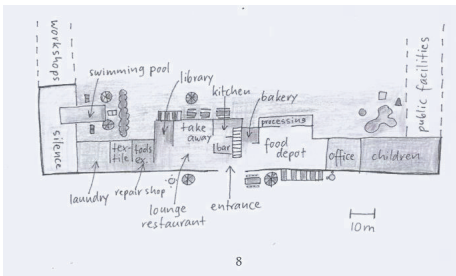 workshops
silence
swimming pool
library
kitchen
bakery
public facilities
take
away
bar
processing
food
depot
office
children
tex-
tile
tools
laundry
repair shop
lounge
restaurant
entrance
10m
8